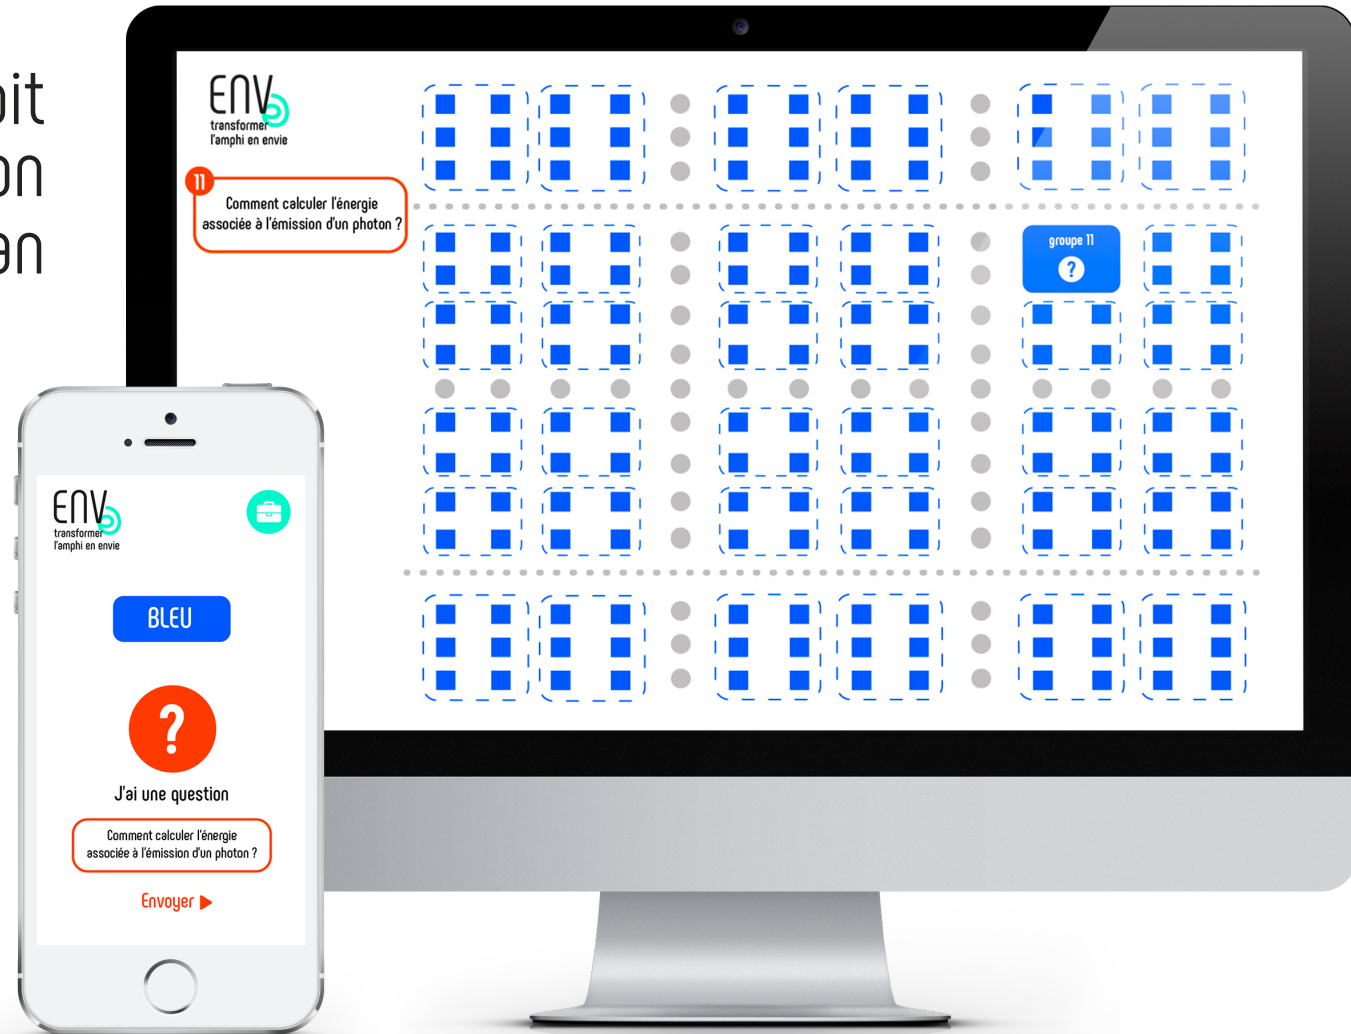 ENV
transformer
l'amphi en envie
11
Comment calculer l'énergie
associée à l'émission d'un photon ?
groupe 11
?
ENV
transformer
l'amphi en envie
BLEU
?
J'ai une question
Comment calculer l'énergie
associée à l'émission d'un photon ?
Envoyer